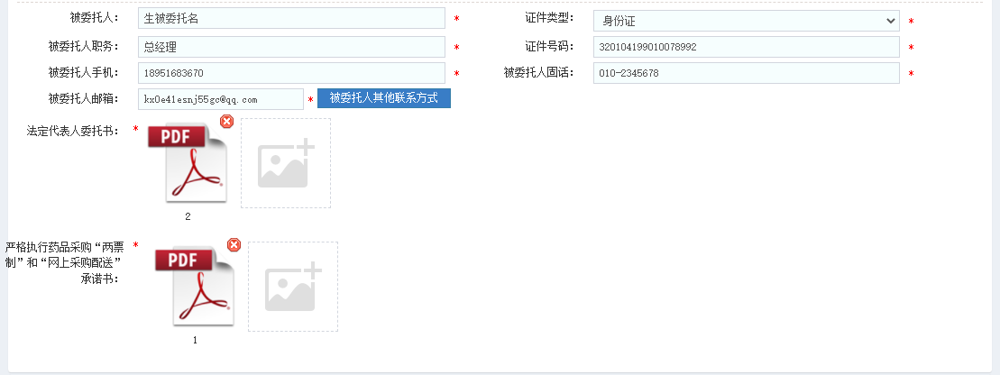 被委托人： 生被委托名 * 证件类型： 身份证 *
被委托人职务： 总经理 证件号码： 320104199010078992 *
被委托人手机： 18951683670 * 被委托人固话： 010-2345678 *
被委托人邮箱： kx0e41esnj55gc@qq.com * 被委托人其他联系方式
法定代表人委托书： *
PDF
2
严格执行药品采购“两票 *
制”和“网上采购配送”
承诺书：
PDF
1